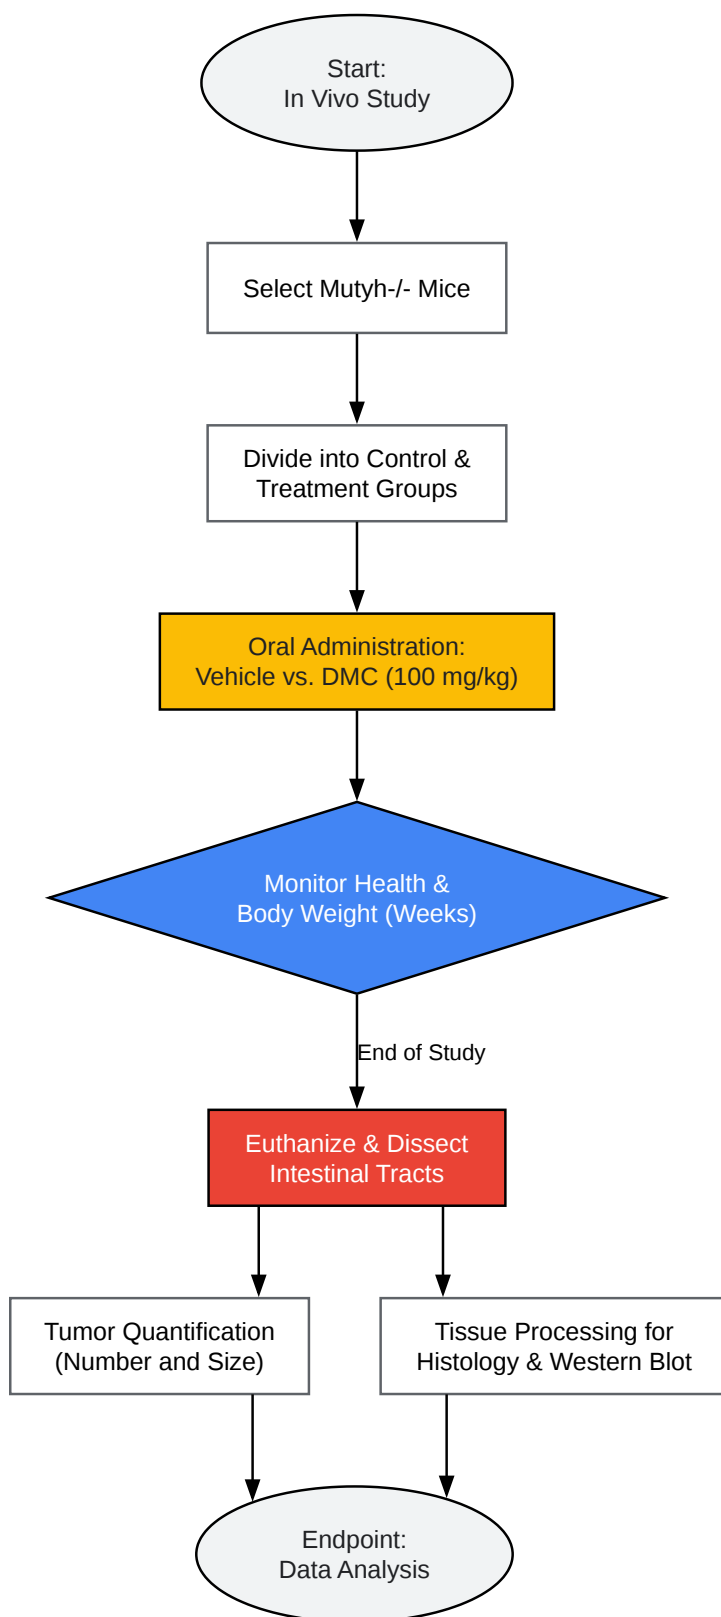 Start:
In Vivo Study
Select Mutyh-/- Mice
Divide into Control &
Treatment Groups
Oral Administration:
Vehicle vs. DMC (100 mg/kg)
Monitor Health &
Body Weight (Weeks)
End of Study
Euthanize & Dissect
Intestinal Tracts
Tumor Quantification
(Number and Size)
Tissue Processing for
Histology & Western Blot
Endpoint:
Data Analysis